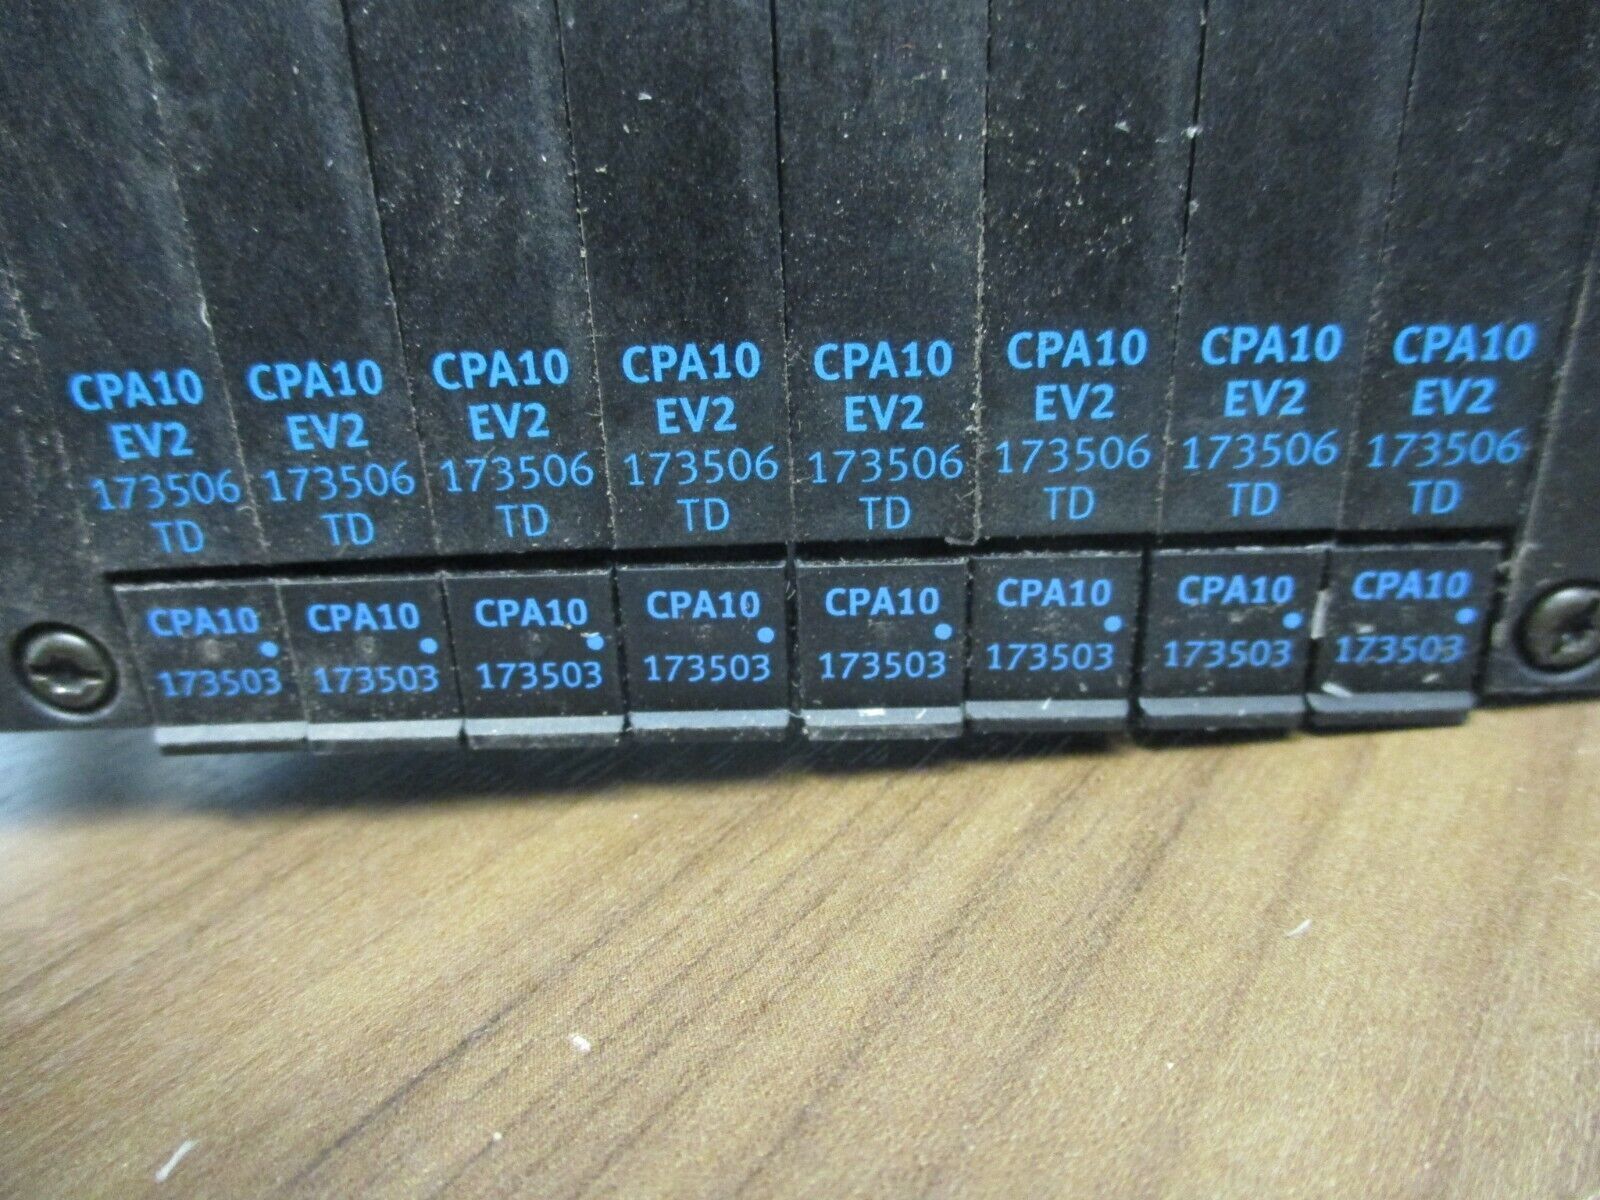 CPA10 CPA10 CPA10 CPA10 CPA10 CPA10 CPA10 CPA10
EV2 EV2 EV2 EV2 EV2 EV2 EV2 EV2
173506 173506 173506 173506 173506 173506 173506 173506
TD TD TD TD TD TD TD TD
CPA10 CPA10 CPA10 CPA10 CPA10 CPA10 CPA10 CPA10
173503 173503 173503 173503 173503 173503 173503 173503